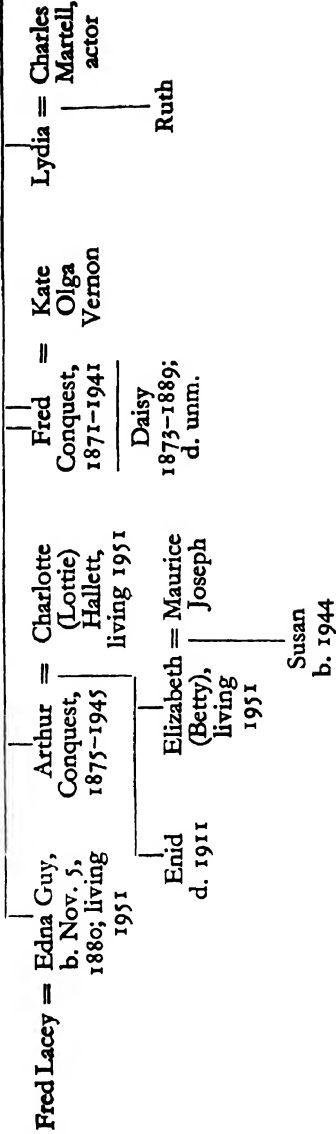 Fred Lacey = Edna Guy,
b. Nov. 5,
1880; living
1951
Arthur = Charlotte
Conquest, (Lottie)
1875–1945 Hallett,
living 1951
Enid
d. 1911
Elizabeth = Maurice
(Betty), Joseph
living
1951
Susan
b. 1944
Fred = Kate
Conquest, Olga
1871–1941 Vernon
Daisy
1873–1889;
d. unm.
Lydia = Charles
Martell,
actor
Ruth